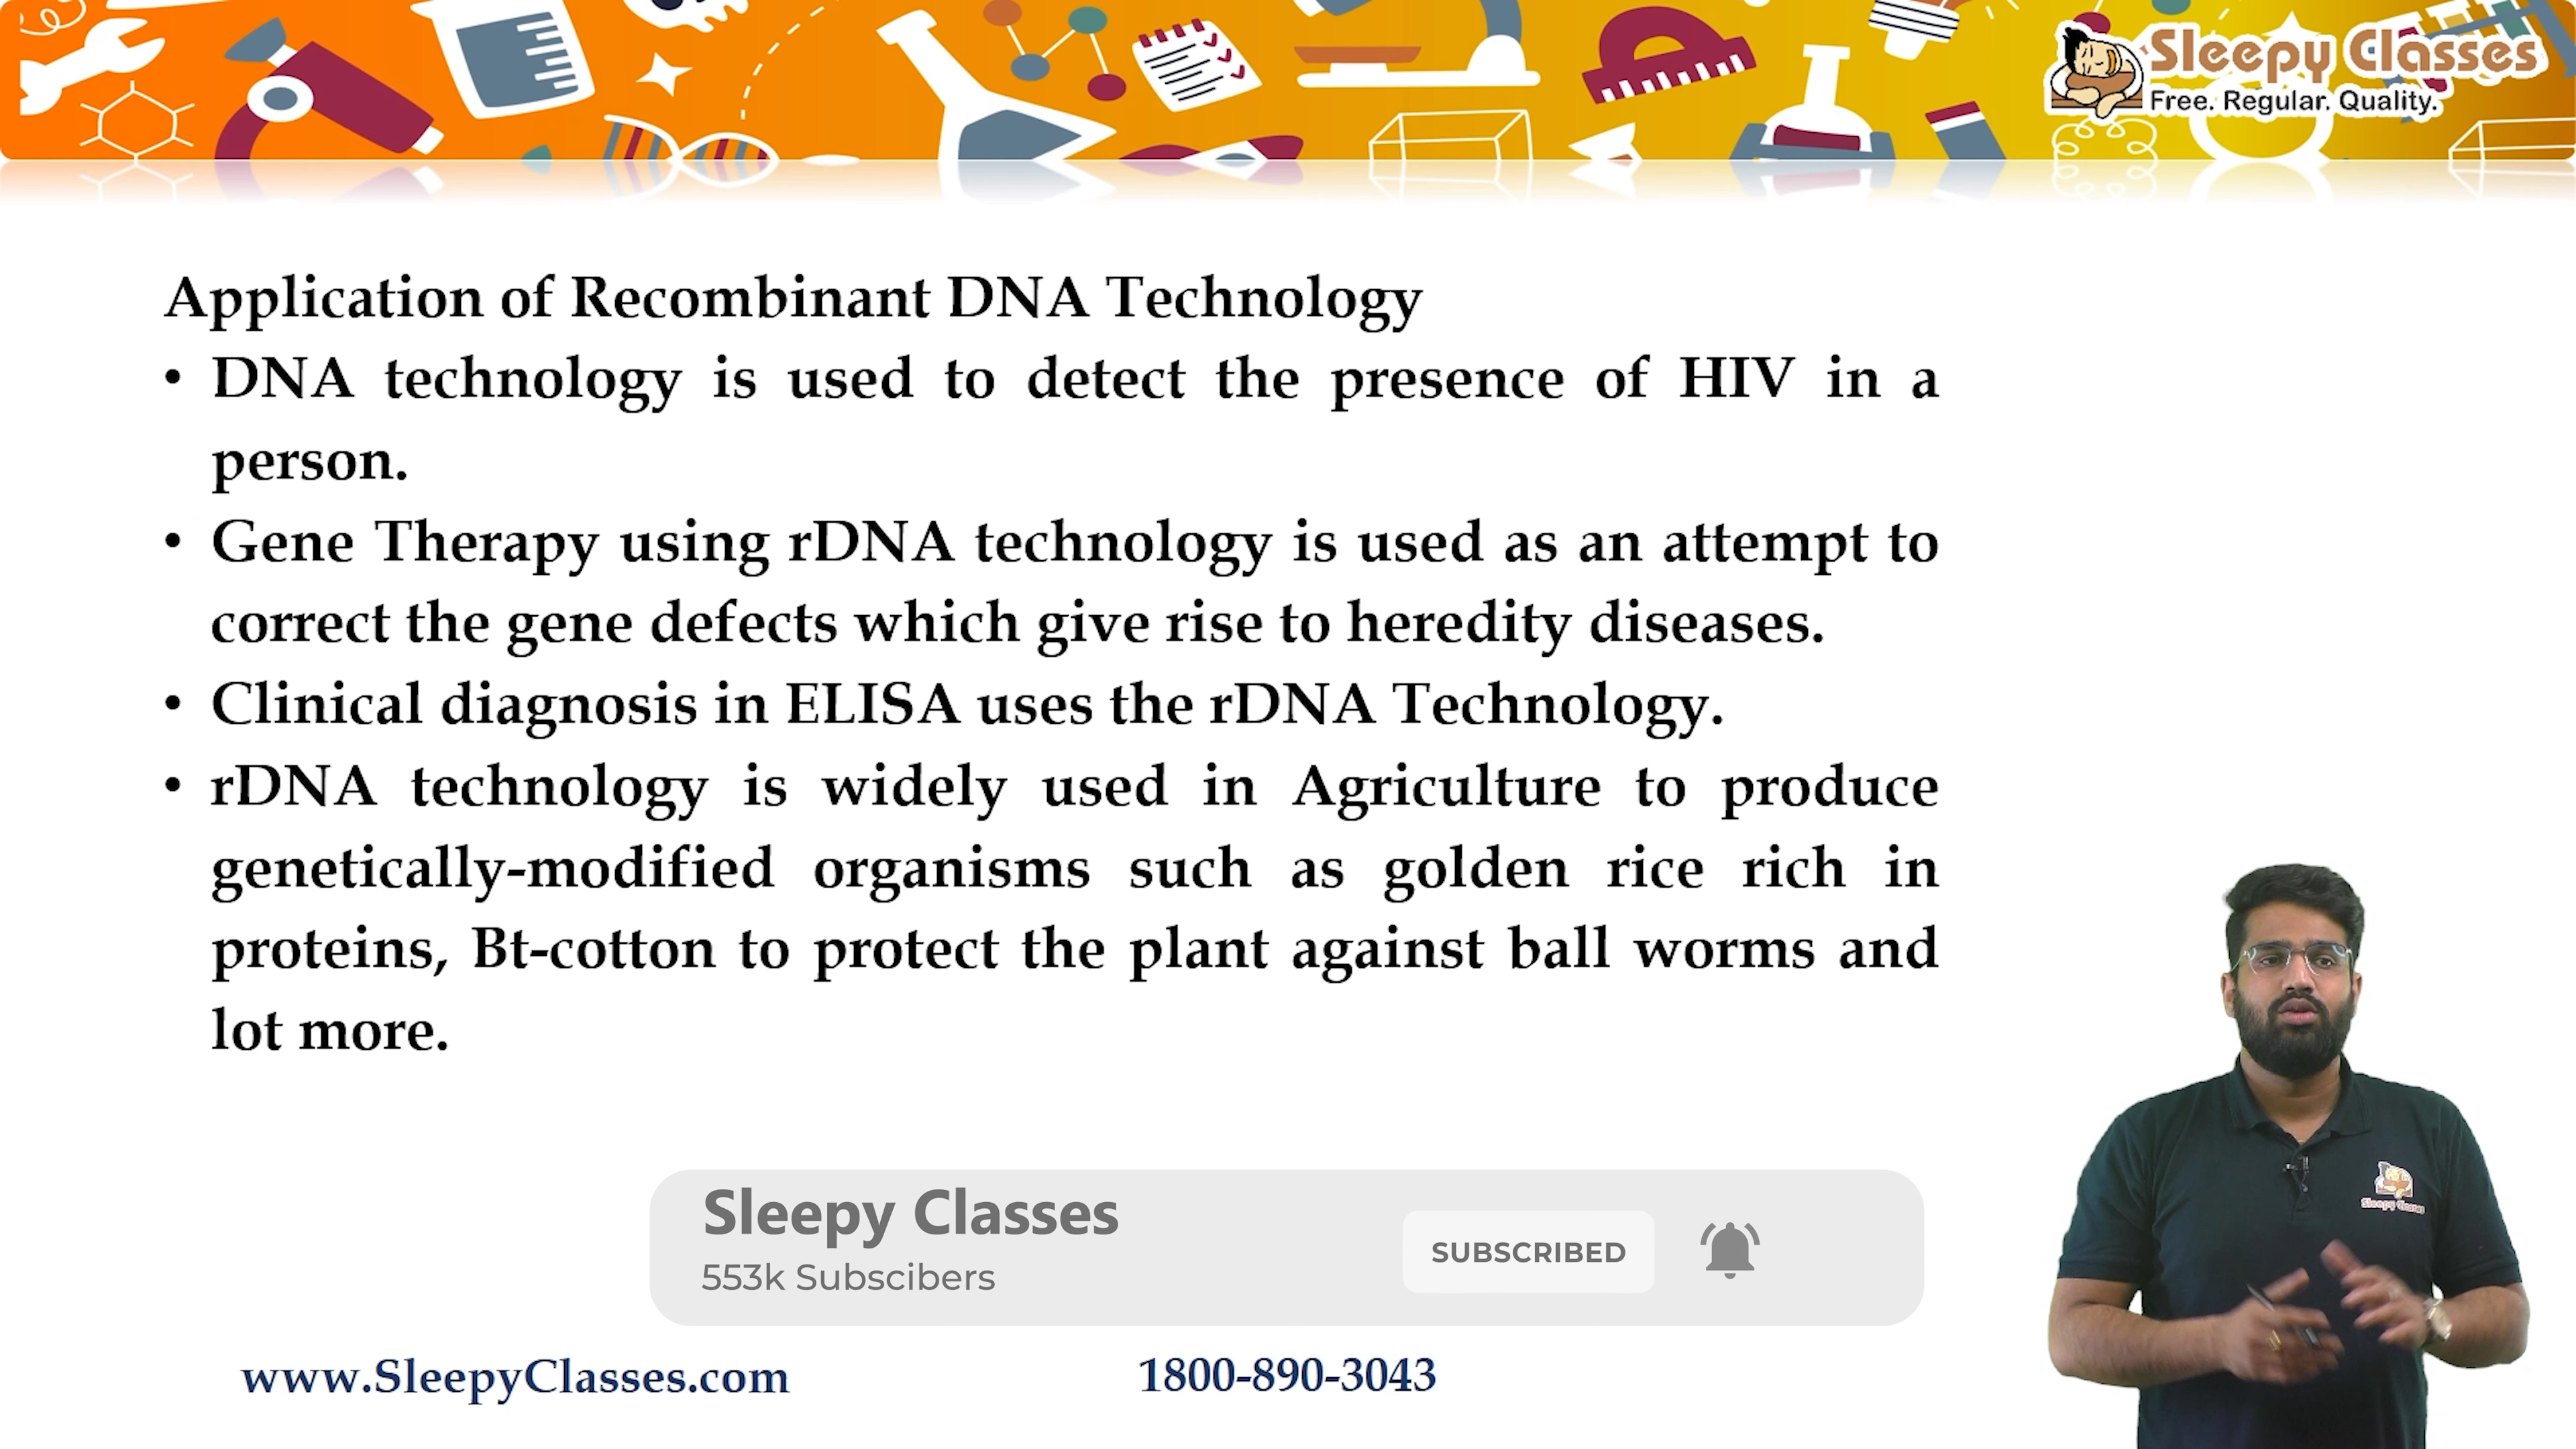 Sleepy Classes
Free. Regular. Quality.
Application of Recombinant DNA Technology
• DNA technology is used to detect the presence of HIV in a
person.
• Gene Therapy using rDNA technology is used as an attempt to
correct the gene defects which give rise to heredity diseases.
• Clinical diagnosis in ELISA uses the rDNA Technology.
• rDNA technology is widely used in Agriculture to produce
genetically-modified organisms such as golden rice rich in
proteins, Bt-cotton to protect the plant against ball worms and
lot more.
Sleepy Classes
Sleepy Classes
553k Subscibers
SUBSCRIBED
www.SleepyClasses.com
1800-890-3043